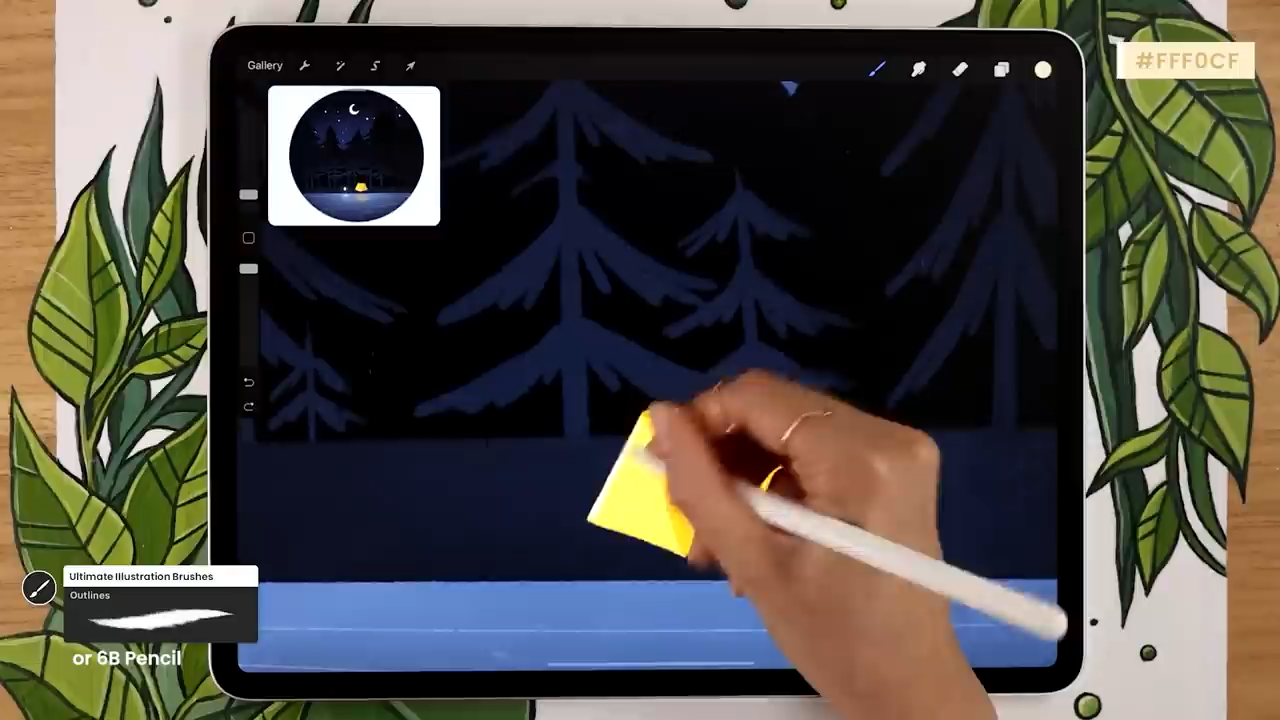 #FFF0CF
Gallery
Ultimate Illustration Brushes
Outlines
or 6B Pencil